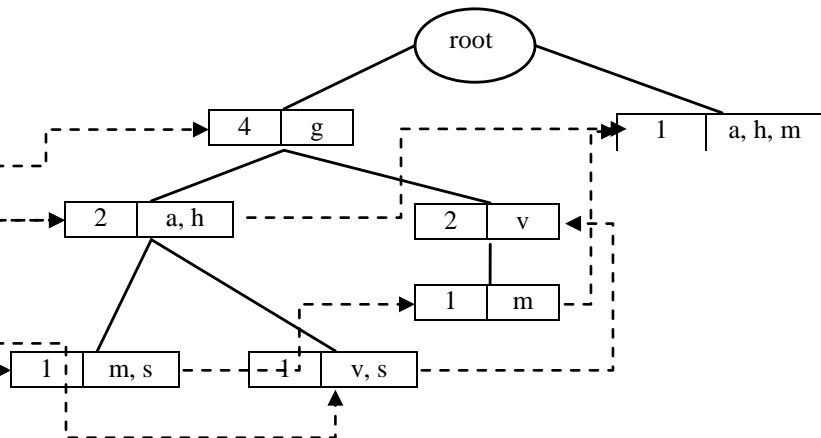 root
4 g
1 a, h, m
2 a, h
2 v
1 m
1 m, s
1 v, s